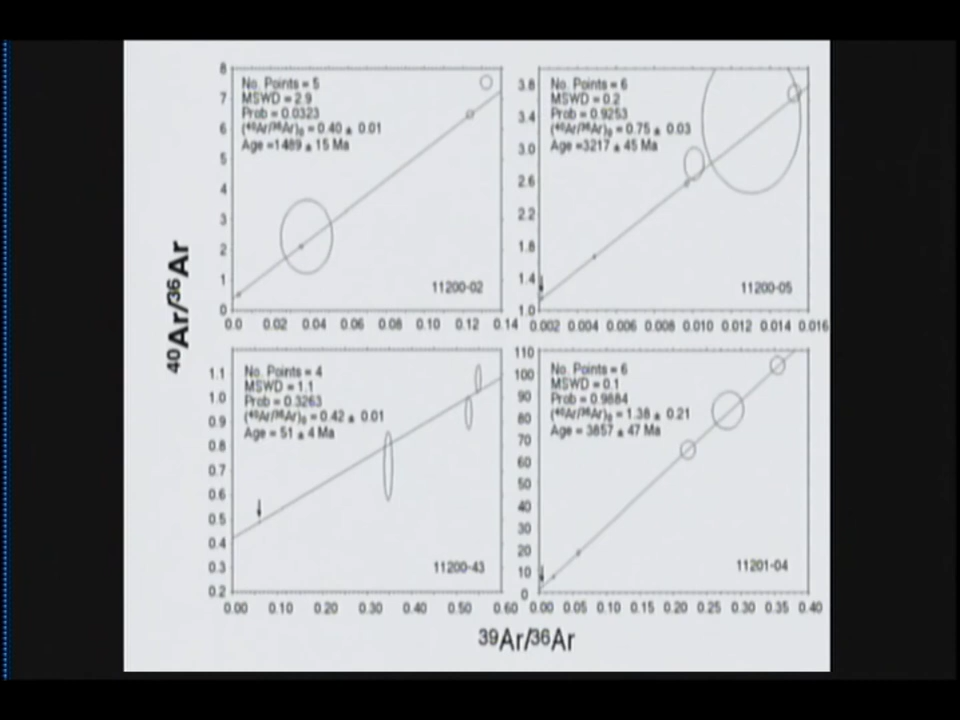 No. Points = 5
MSWD = 2.9
Prob = 0.0323
(⁴⁰Ar/³⁶Ar)₀ = 0.40 ± 0.01
Age =1489 ± 15 Ma
11200-02
8
7
6
5
4
3
2
1
0
0.0 0.02 0.04 0.06 0.08 0.10 0.12 0.14
No. Points = 6
MSWD = 0.2
Prob = 0.9253
(⁴⁰Ar/³⁶Ar)₀ = 0.75 ± 0.03
Age =3217 ± 45 Ma
11200-05
3.8
3.4
3.0
2.6
2.2
1.8
1.4
1.0
0.002 0.004 0.006 0.008 0.010 0.012 0.014 0.016
⁴⁰Ar/³⁶Ar
No. Points = 4
MSWD = 1.1
Prob = 0.3263
(⁴⁰Ar/³⁶Ar)₀ = 0.42 ± 0.01
Age = 51 ± 4 Ma
11200-43
1.1
1.0
0.9
0.8
0.7
0.6
0.5
0.4
0.3
0.2
0.00 0.10 0.20 0.30 0.40 0.50 0.60
No. Points = 6
MSWD = 0.1
Prob = 0.9884
(⁴⁰Ar/³⁶Ar)₀ = 1.38 ± 0.21
Age = 3857 ± 47 Ma
11201-04
110
100
90
80
70
60
50
40
30
20
10
0
0.00 0.05 0.10 0.15 0.20 0.25 0.30 0.35 0.40
³⁹Ar/³⁶Ar